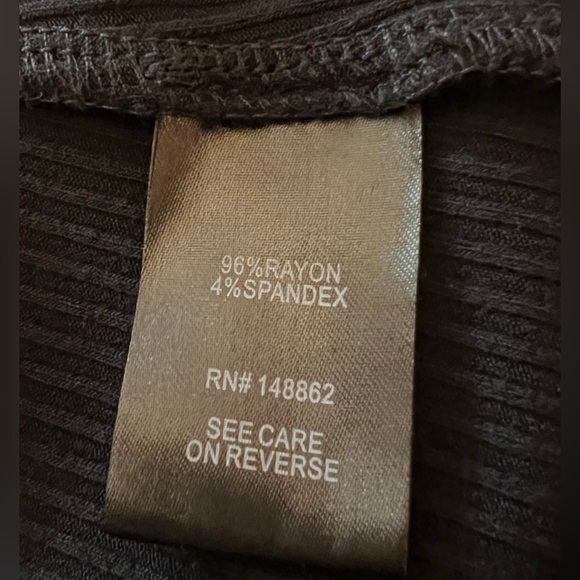 96%RAYON
4%SPANDEX
RN# 148862
SEE CARE
ON REVERSE